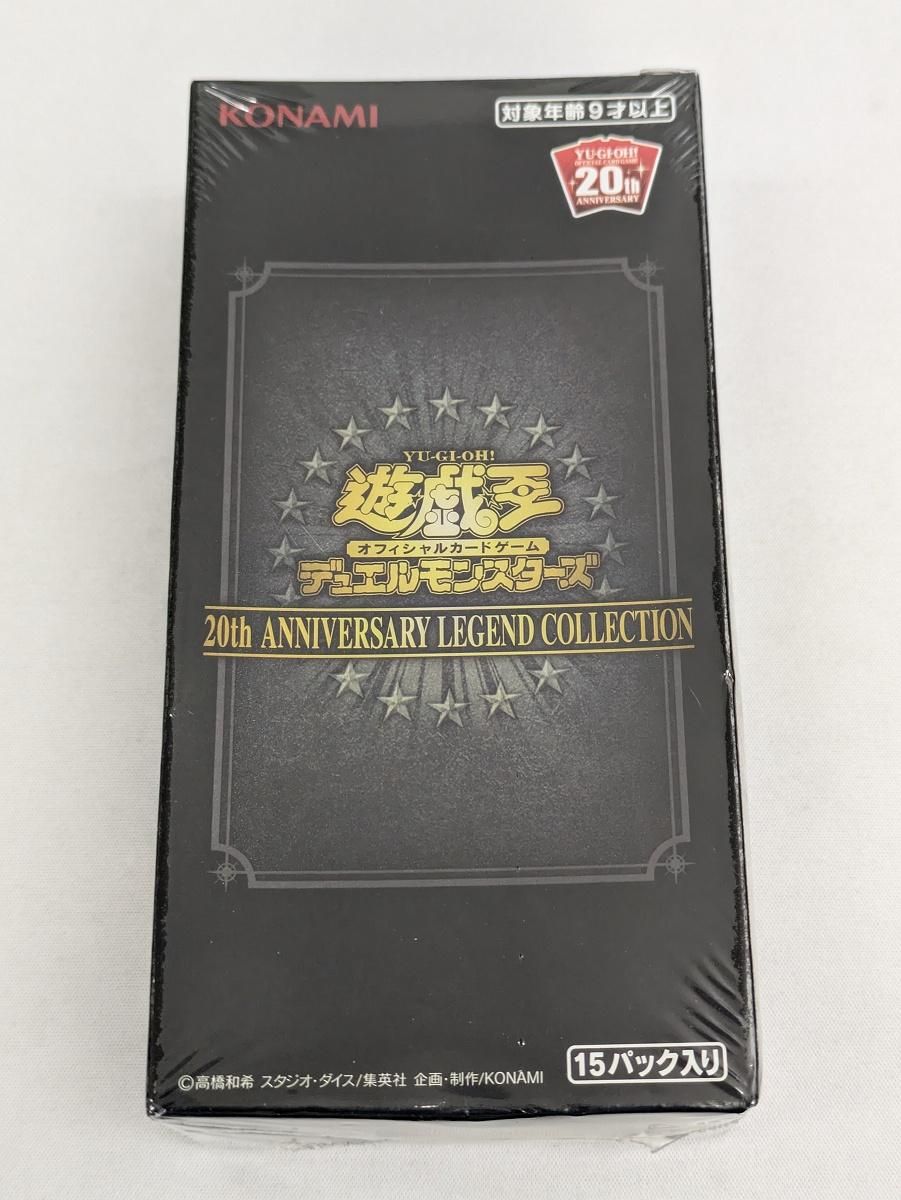 KONAMI
対象年齢9才以上
YU-GI-OH!
OFFICIAL CARD GAME
20th
ANNIVERSARY
YU-GI-OH!
遊☆戯☆王
オフィシャルカードゲーム
デュエルモンスターズ
20th ANNIVERSARY LEGEND COLLECTION
15パック入り
©高橋和希 スタジオ・ダイス/集英社 企画・制作/KONAMI